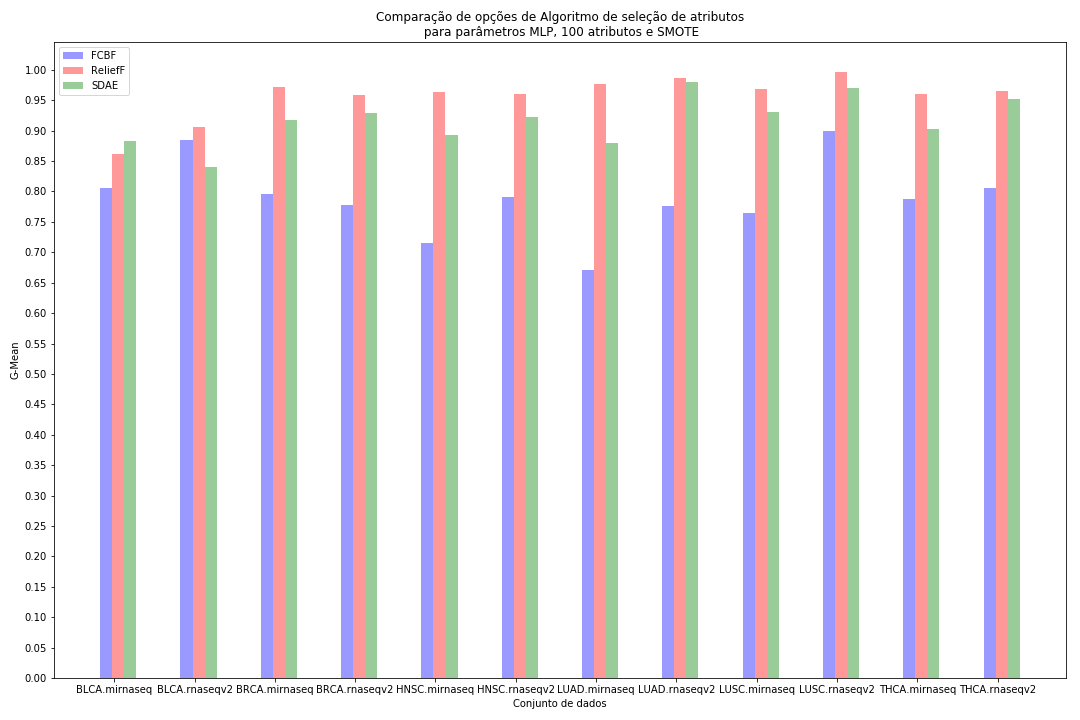 Comparação de opções de Algoritmo de seleção de atributos
para parâmetros MLP, 100 atributos e SMOTE
FCBF
ReliefF
SDAE
1.00
0.95
0.90
0.85
0.80
0.75
0.70
0.65
0.60
0.55
0.50
0.45
0.40
0.35
0.30
0.25
0.20
0.15
0.10
0.05
0.00
G-Mean
BLCA.mirnaseq BLCA.rnaseqv2 BRCA.mirnaseq BRCA.rnaseqv2 HNSC.mirnaseq HNSC.rnaseqv2 LUAD.mirnaseq LUAD.rnaseqv2 LUSC.mirnaseq LUSC.rnaseqv2 THCA.mirnaseq THCA.rnaseqv2
Conjunto de dados